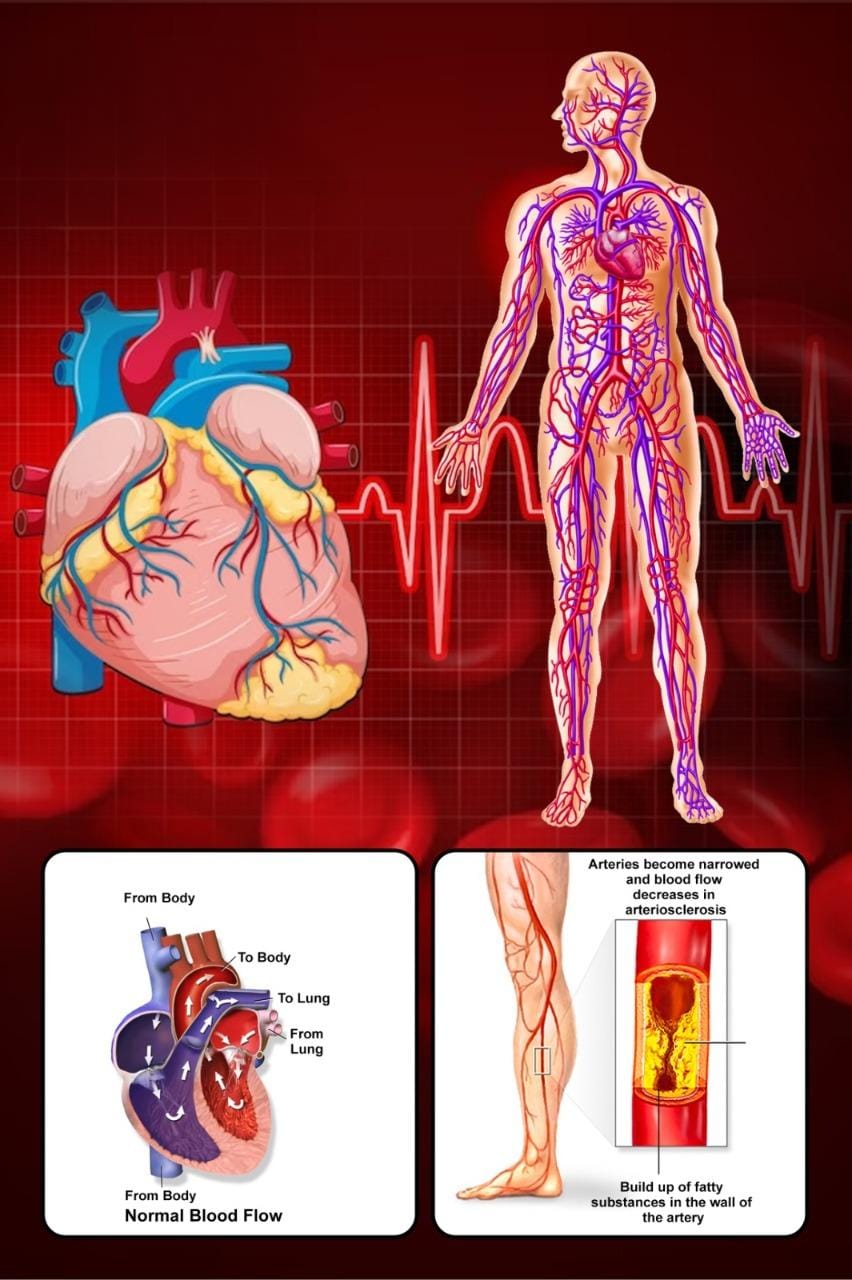 From Body
To Body
To Lung
From
Lung
From Body
Normal Blood Flow
Arteries become narrowed
and blood flow
decreases in
arteriosclerosis
Build up of fatty
substances in the wall of
the artery